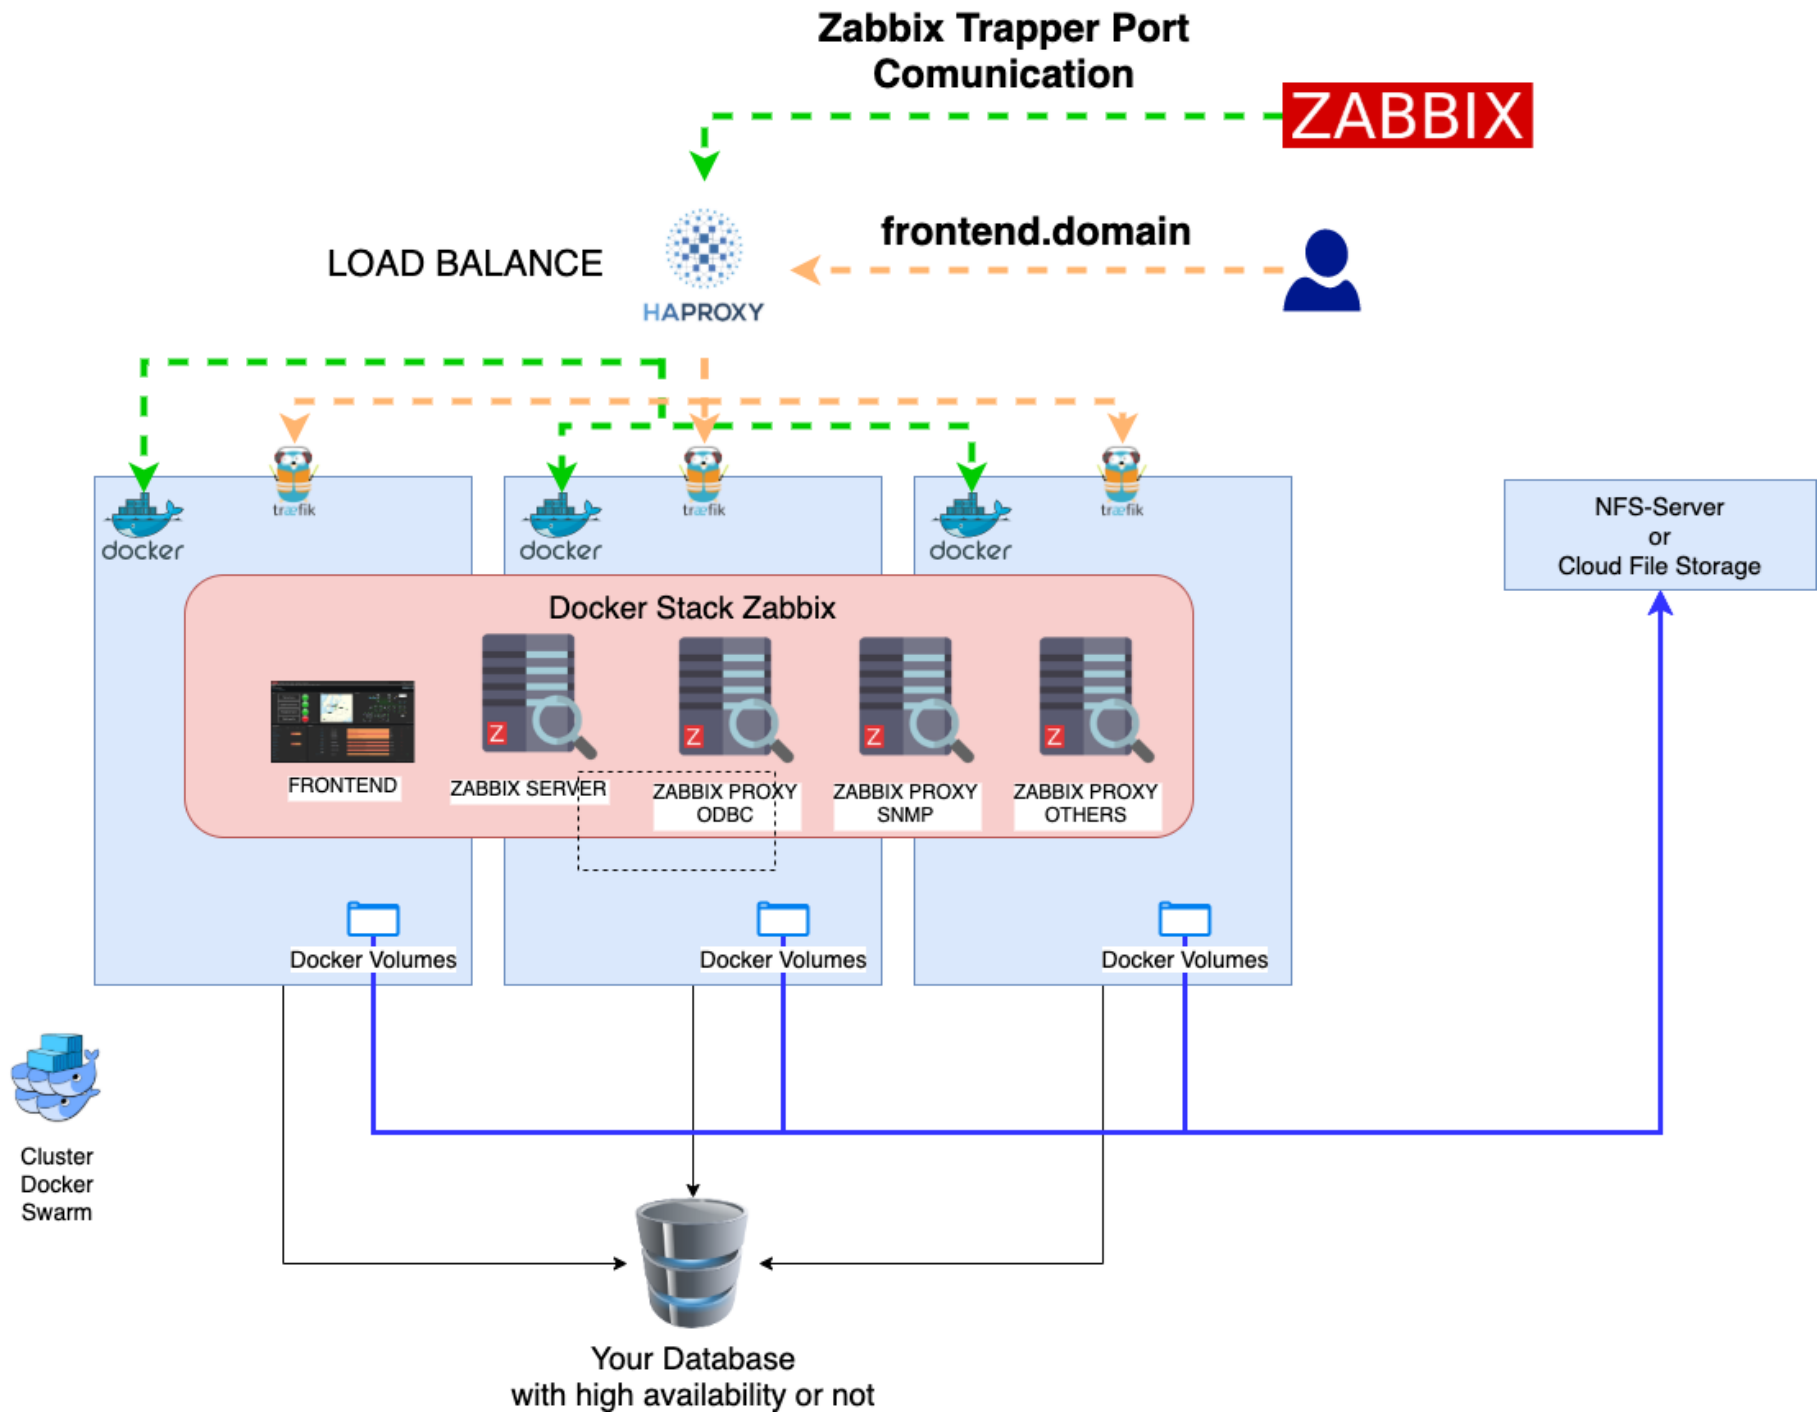 Zabbix Trapper Port
Comunication
ZABBIX
frontend.domain
LOAD BALANCE
HAPROXY
træfik
træfik
træfik
docker
docker
docker
NFS-Server
or
Cloud File Storage
Docker Stack Zabbix
Z
Z
Z
Z
FRONTEND
ZABBIX SERVER
ZABBIX PROXY
ODBC
ZABBIX PROXY
SNMP
ZABBIX PROXY
OTHERS
Docker Volumes
Docker Volumes
Docker Volumes
Cluster
Docker
Swarm
Your Database
with high availability or not